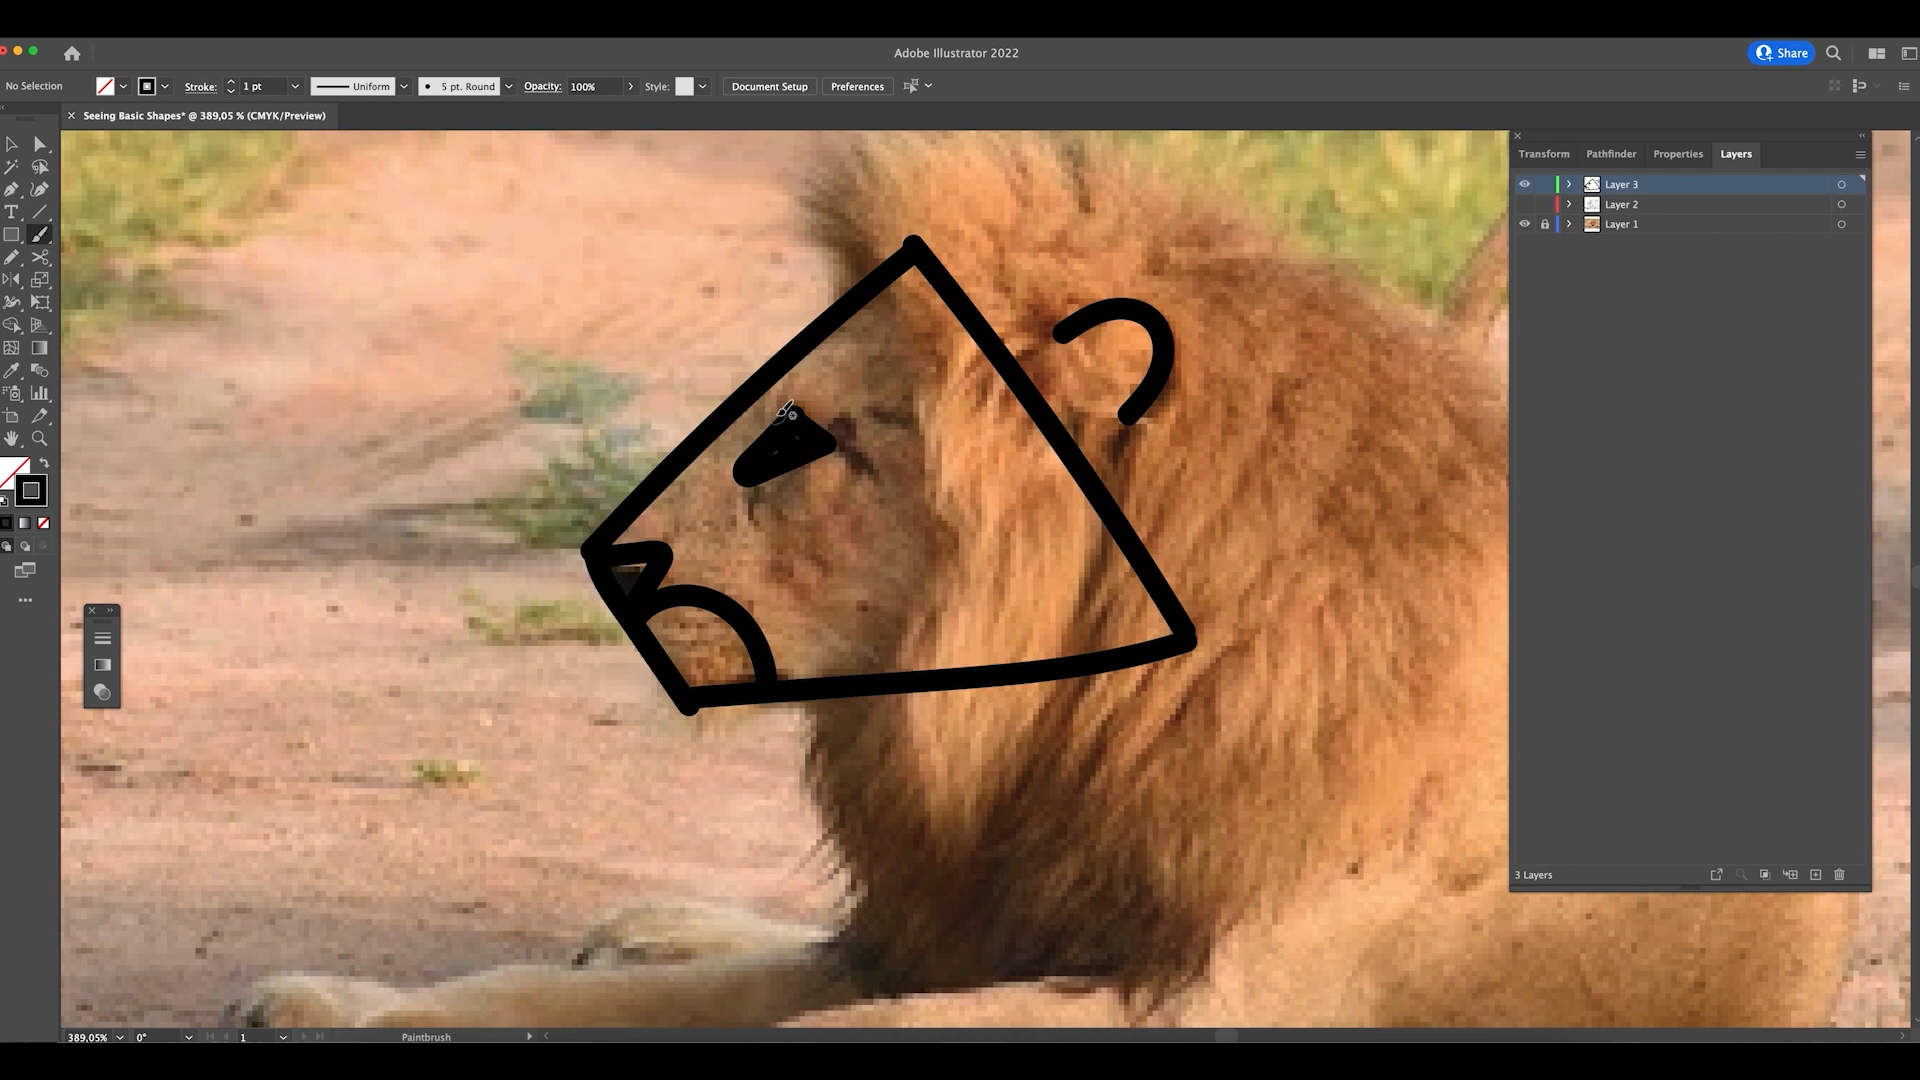 Adobe Illustrator 2022
Share
No Selection
Stroke:
1 pt
Uniform
5 pt. Round
Opacity:
100%
Style:
Document Setup
Preferences
Seeing Basic Shapes* @ 389,05 % (CMYK/Preview)
Transform
Pathfinder
Properties
Layers
Layer 3
Layer 2
Layer 1
3 Layers
389,05%
0°
1
Paintbrush